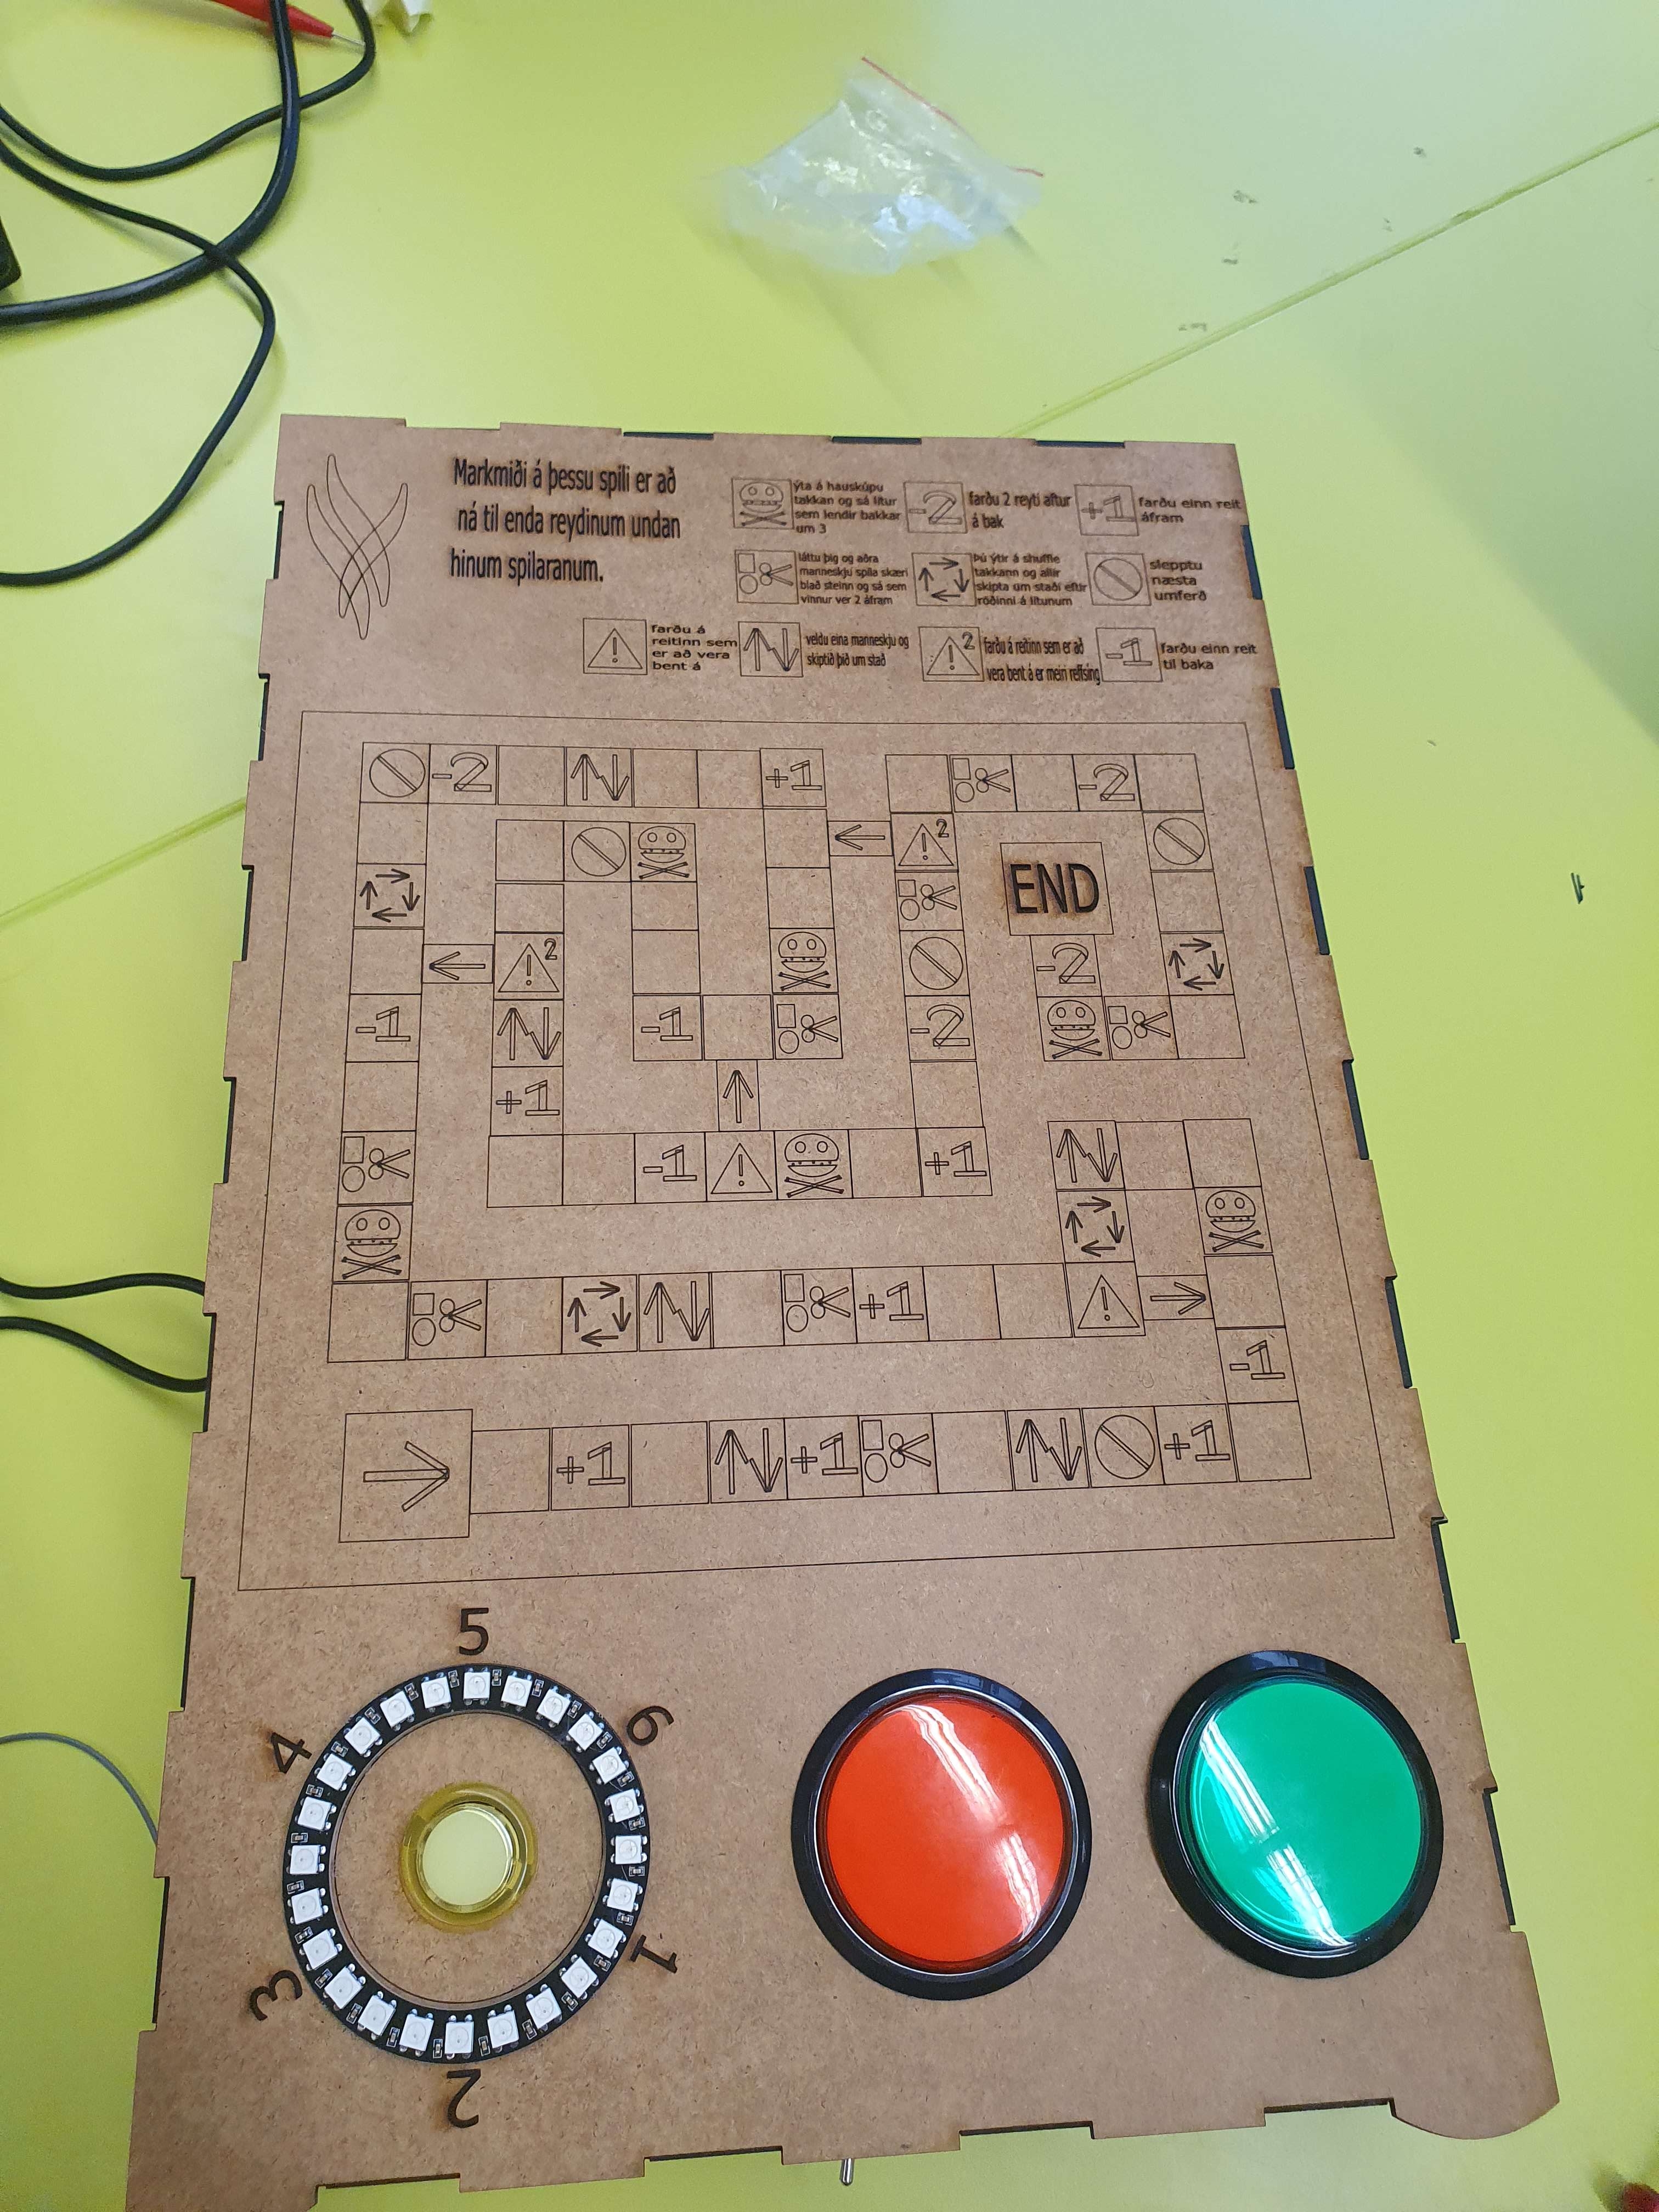 Markmiði á þessu spili er að
ná til enda reydinum undan
hinum spilaranum.
ýta á hauskúpu
takkan og sá litur
sem lendir bakkar
um 3
-2
farðu 2 reyti aftur
á bak
+1
farðu einn reit
áfram
láttu þig og aðra
manneskju spila skæri
blað steinn og sá sem
vinnur ver 2 áfram
Þú ýtir á shuffle
takkann og allir
skipta um staði eftir
röðinni á litunum
slepptu
næsta
umferð
!
farðu á
reitinn sem
er að vera
bent á
veldu eina manneskju og
skiptið þið um stað
! 2
farðu á reitinn sem er að
vera bent á er meiri reffsing
-1
farðu einn reit
til baka
-2 +1 -2
! 2
END
! 2 -2
-1 -1 -2
+1
-1 ! +1
+1 !
-1
+1 +1 +1
5
6
4
1
3
2